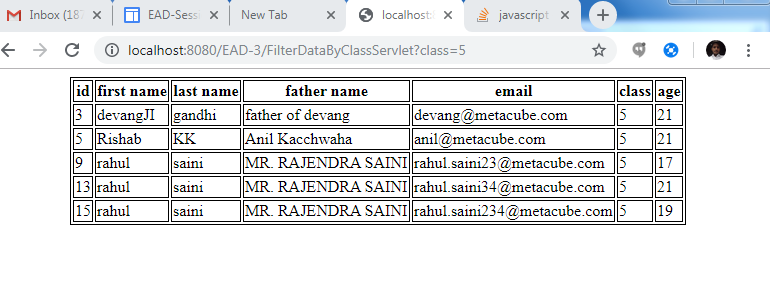 Inbox (187 EAD-Sessi New Tab localhost: javascript
localhost:8080/EAD-3/FilterDataByClassServlet?class=5
id first name last name father name email class age
3 devangJI gandhi father of devang devang@metacube.com 5 21
5 Rishab KK Anil Kacchwaha anil@metacube.com 5 21
9 rahul saini MR. RAJENDRA SAINI rahul.saini23@metacube.com 5 17
13 rahul saini MR. RAJENDRA SAINI rahul.saini34@metacube.com 5 21
15 rahul saini MR. RAJENDRA SAINI rahul.saini234@metacube.com 5 19